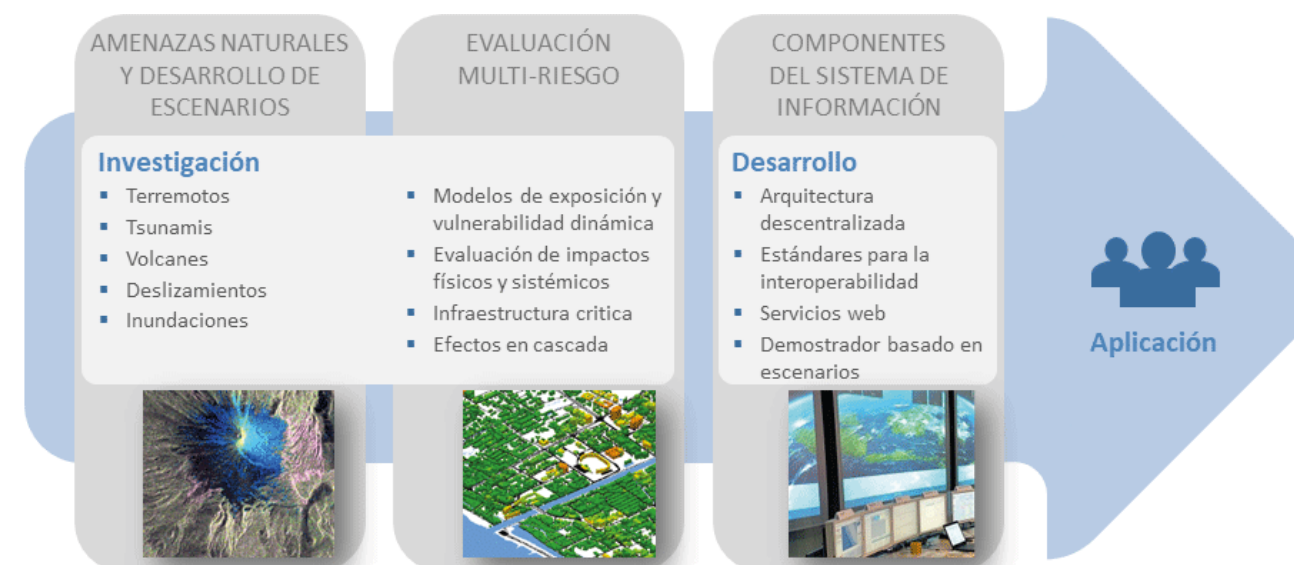 AMENAZAS NATURALES
Y DESARROLLO DE
ESCENARIOS
EVALUACIÓN
MULTI-RIESGO
COMPONENTES
DEL SISTEMA DE
INFORMACIÓN
Investigación
▪ Terremotos
▪ Tsunamis
▪ Volcanes
▪ Deslizamientos
▪ Inundaciones
▪ Modelos de exposición y
vulnerabilidad dinámica
▪ Evaluación de impactos
físicos y sistémicos
▪ Infraestructura critica
▪ Efectos en cascada
Desarrollo
▪ Arquitectura
descentralizada
▪ Estándares para la
interoperabilidad
▪ Servicios web
▪ Demostrador basado en
escenarios
Aplicación